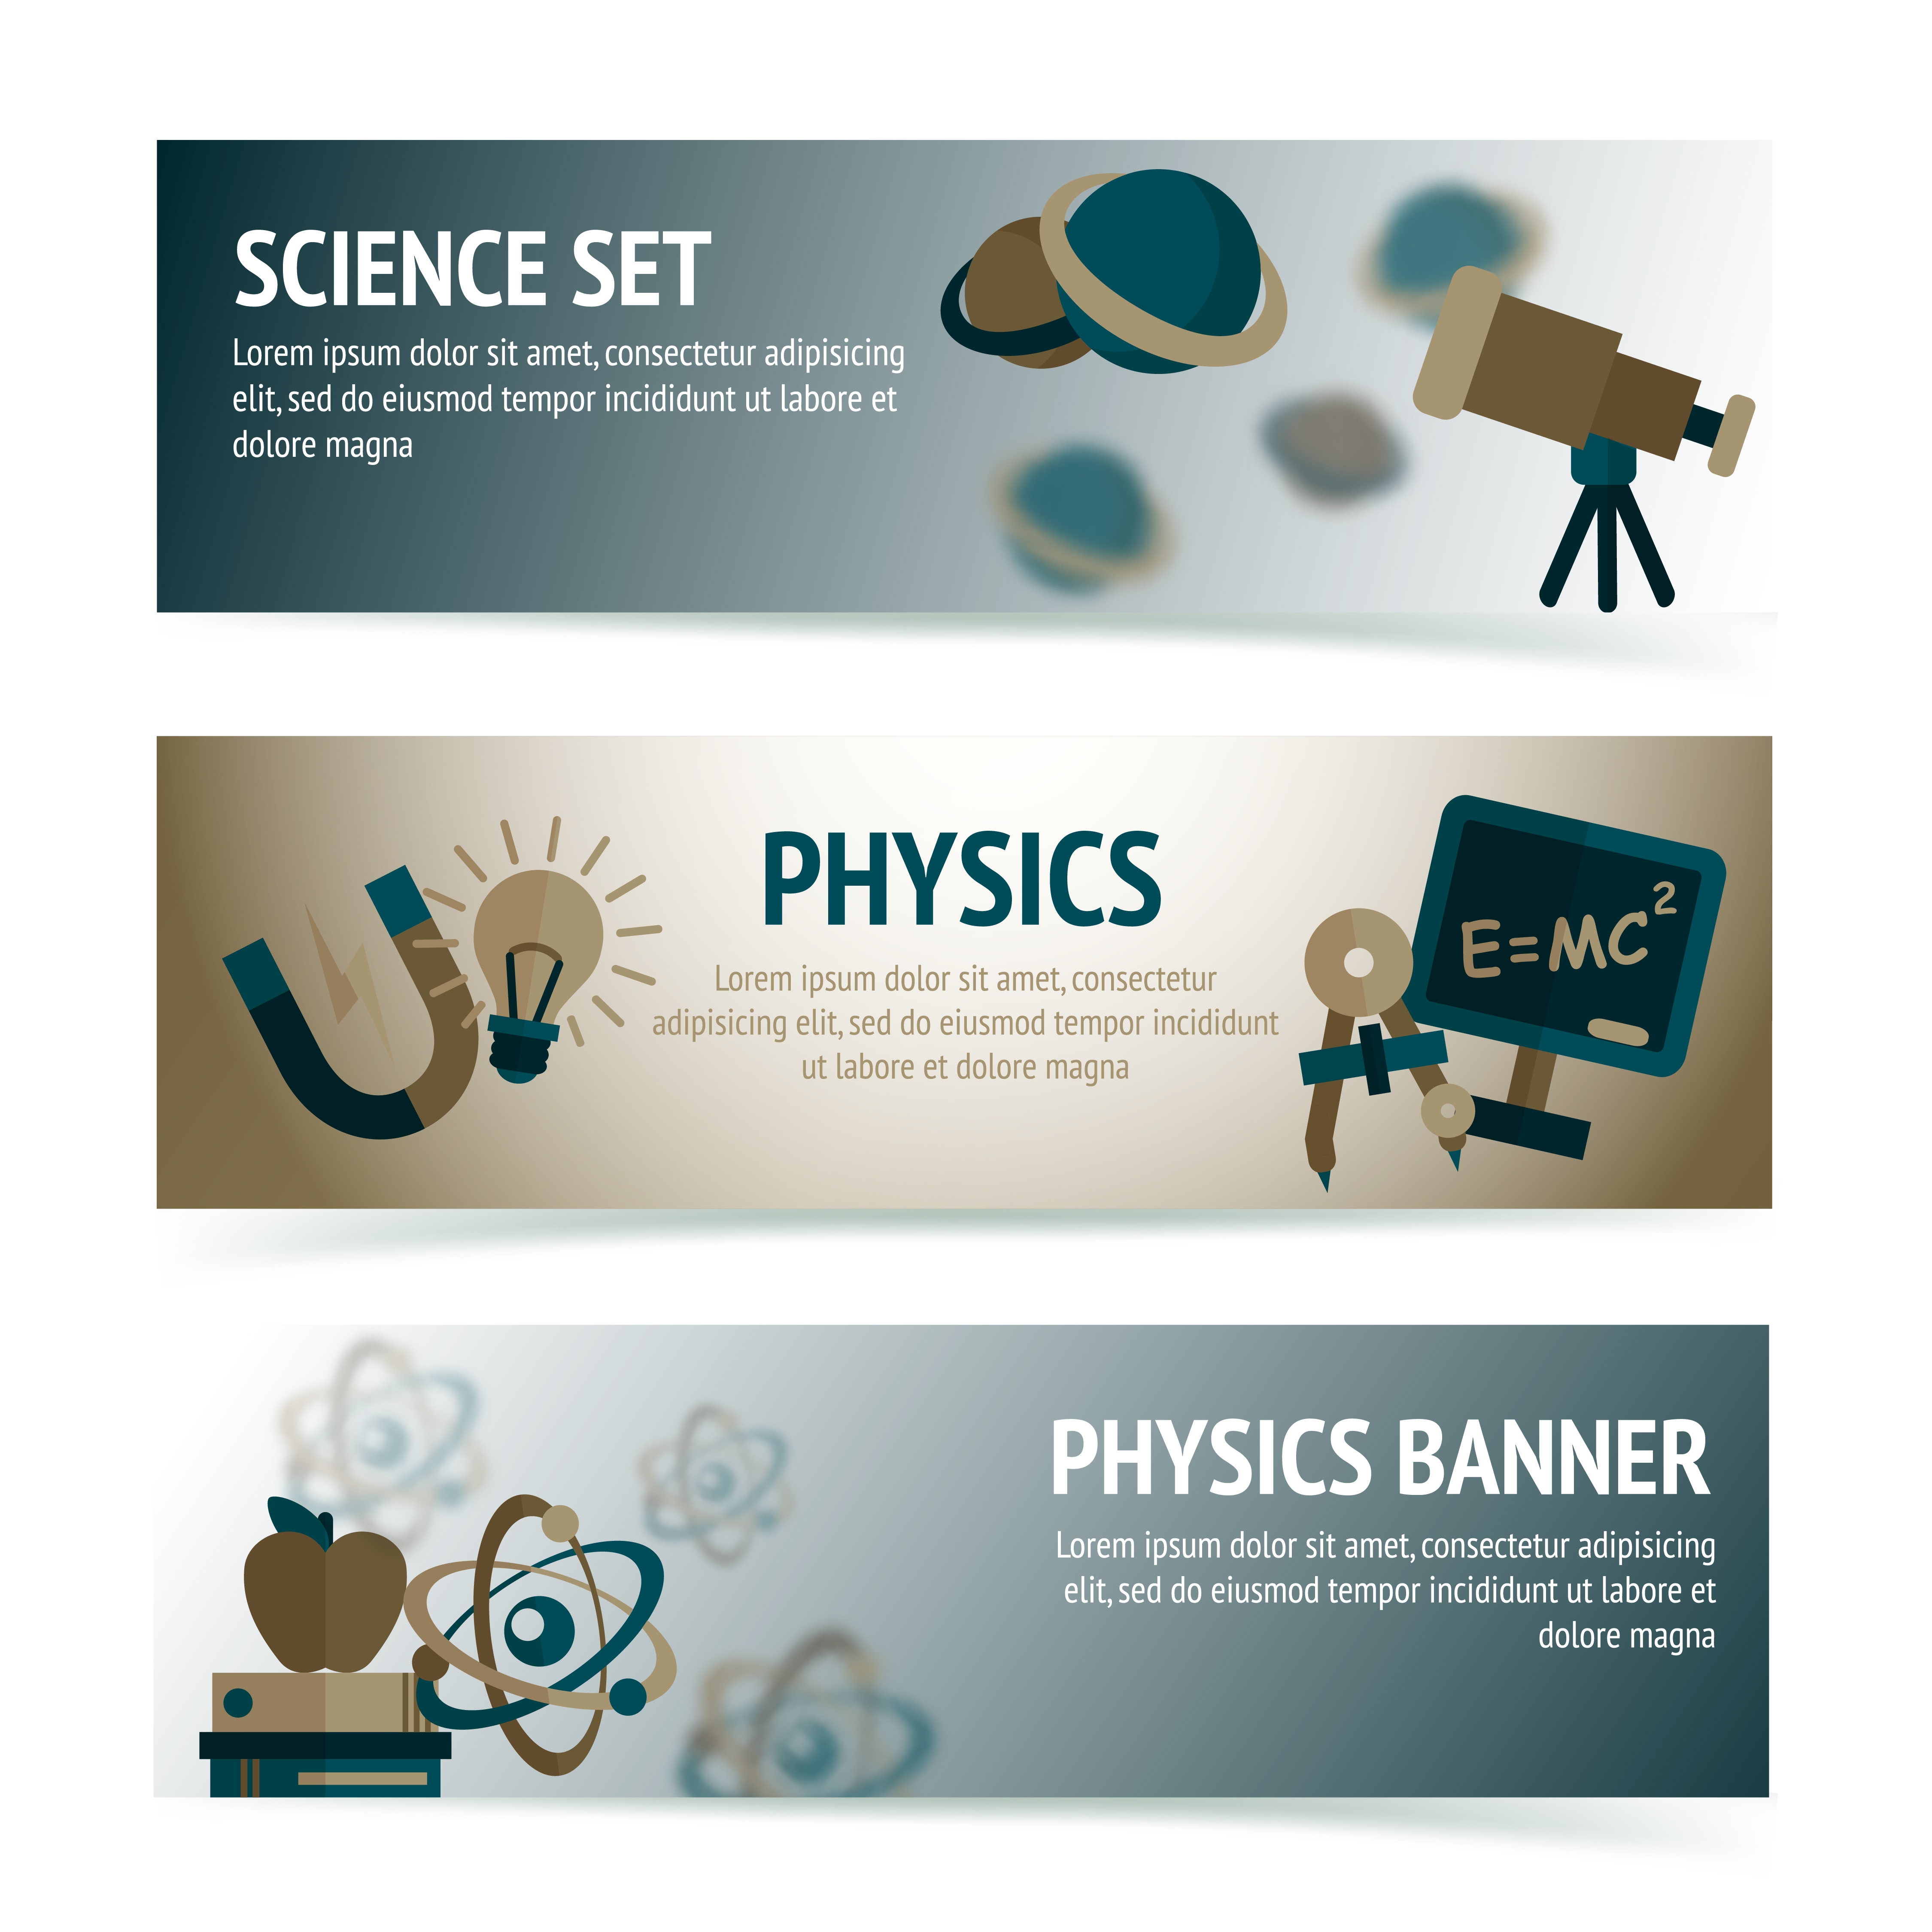 SCIENCE SET
Lorem ipsum dolor sit amet, consectetur adipisicing
elit, sed do eiusmod tempor incididunt ut labore et
dolore magna
PHYSICS
Lorem ipsum dolor sit amet, consectetur
adipisicing elit, sed do eiusmod tempor incididunt
ut labore et dolore magna
E=MC²
PHYSICS BANNER
Lorem ipsum dolor sit amet, consectetur adipisicing
elit, sed do eiusmod tempor incididunt ut labore et
dolore magna